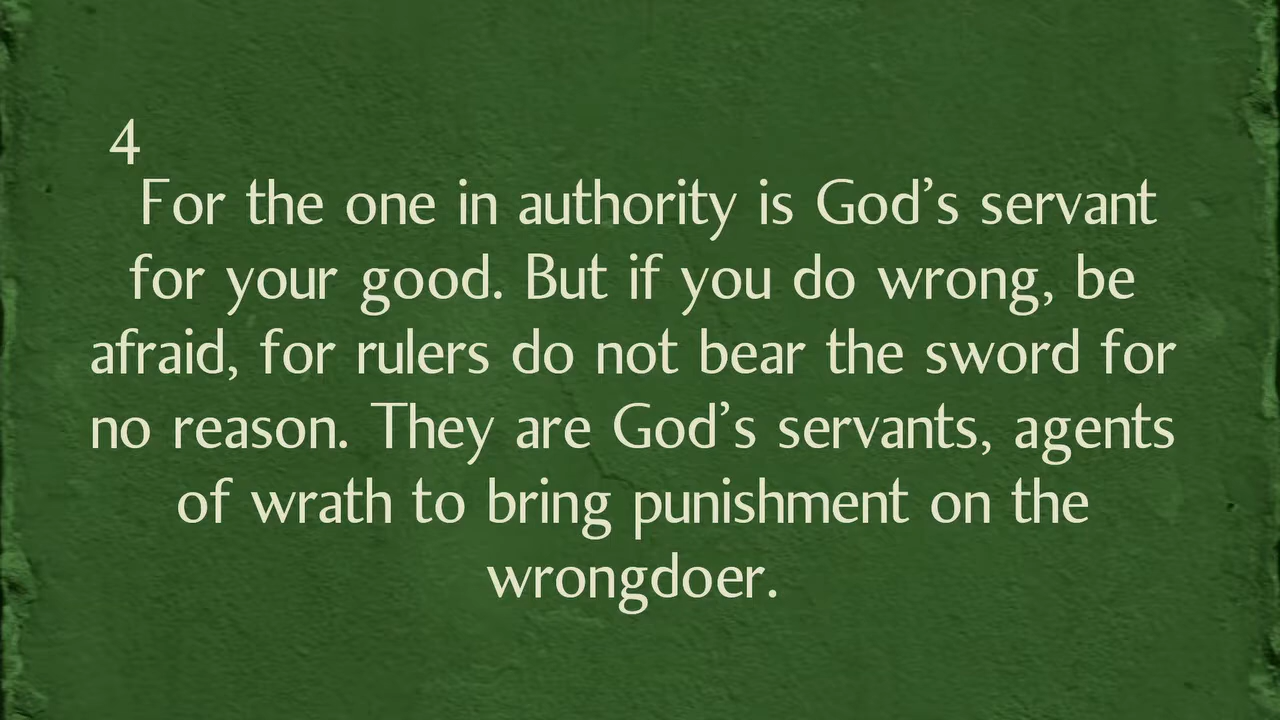 4
For the one in authority is God’s servant
for your good. But if you do wrong, be
afraid, for rulers do not bear the sword for
no reason. They are God’s servants, agents
of wrath to bring punishment on the
wrongdoer.